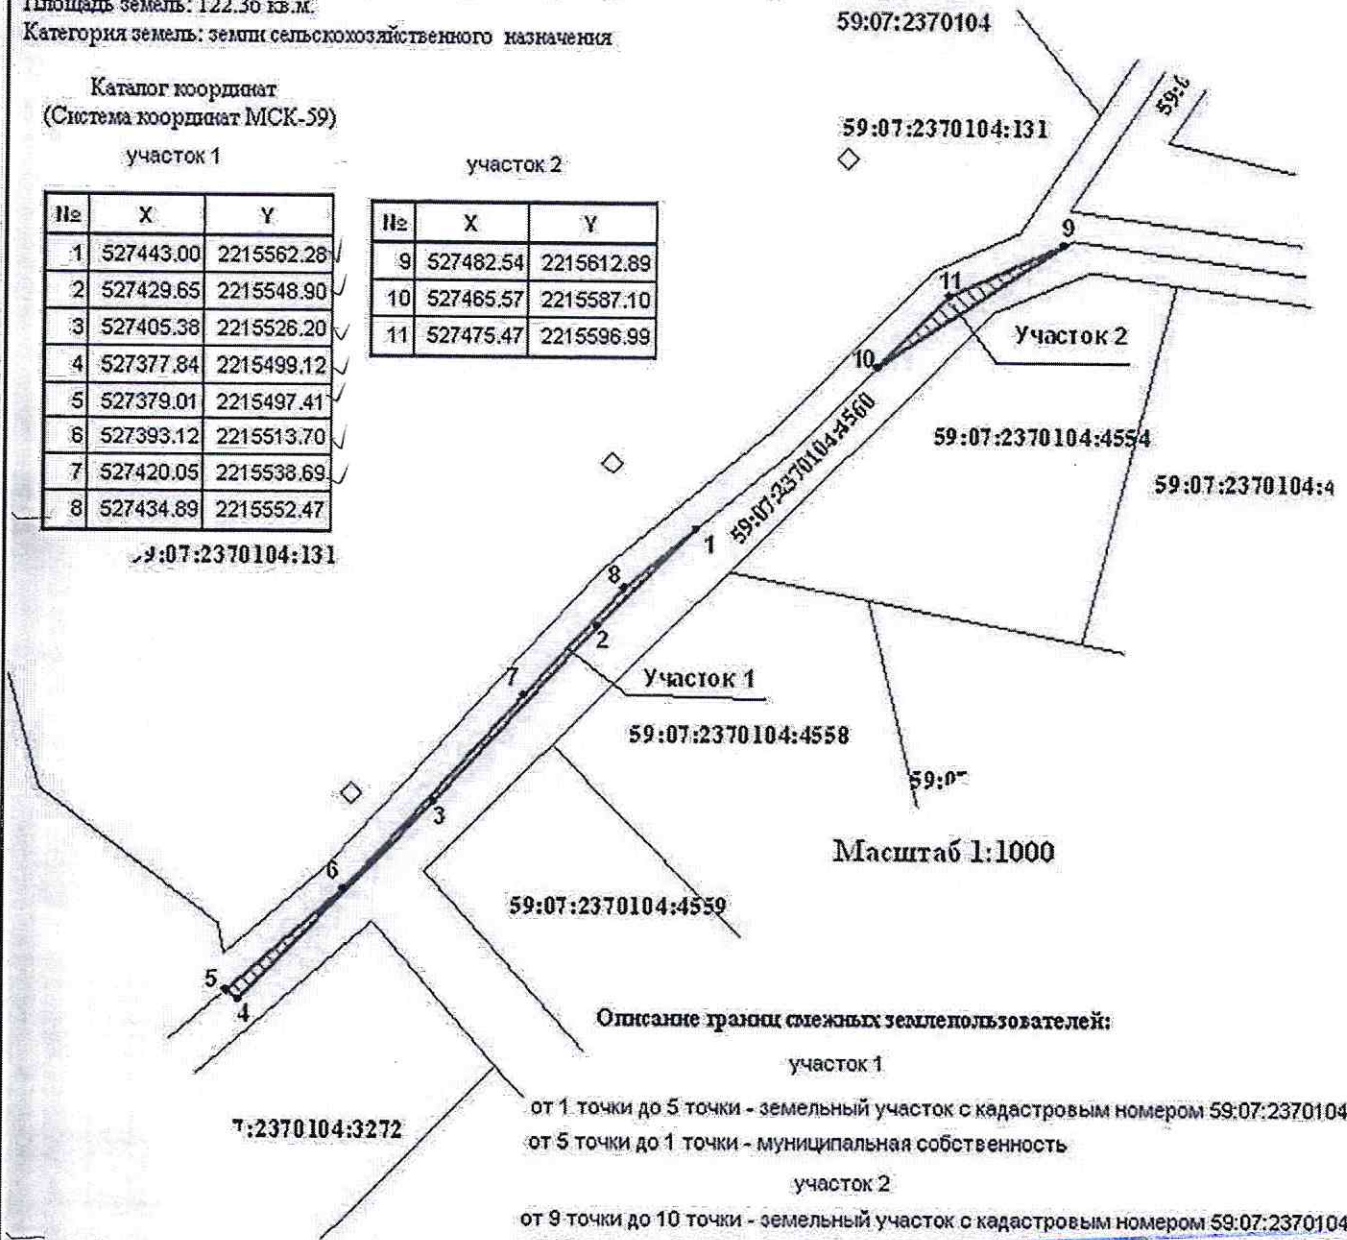 Площадь земель: 122.36 кв.м.
Категория земель: земли сельскохозяйственного назначения
Каталог координат
(Система координат МСК-59)
участок 1
№ X Y
1 527443.00 2215562.28
2 527429.65 2215548.90
3 527405.38 2215526.20
4 527377.84 2215499.12
5 527379.01 2215497.41
6 527393.12 2215513.70
7 527420.05 2215538.69
8 527434.89 2215552.47
участок 2
№ X Y
9 527482.54 2215612.89
10 527465.57 2215587.10
11 527475.47 2215596.99
59:07:2370104
59:07:2370104:131
9
11
Участок 2
10
59:07:2370104:4560
59:07:2370104:4554
59:07:2370104:4
:07:2370104:131
1
8
2
7
Участок 1
59:07:2370104:4558
59:0
3
Масштаб 1:1000
6
59:07:2370104:4559
5
4
7:2370104:3272
Описание границ смежных землепользователей:
участок 1
от 1 точки до 5 точки - земельный участок с кадастровым номером 59:07:2370104
от 5 точки до 1 точки - муниципальная собственность
участок 2
от 9 точки до 10 точки - земельный участок с кадастровым номером 59:07:2370104